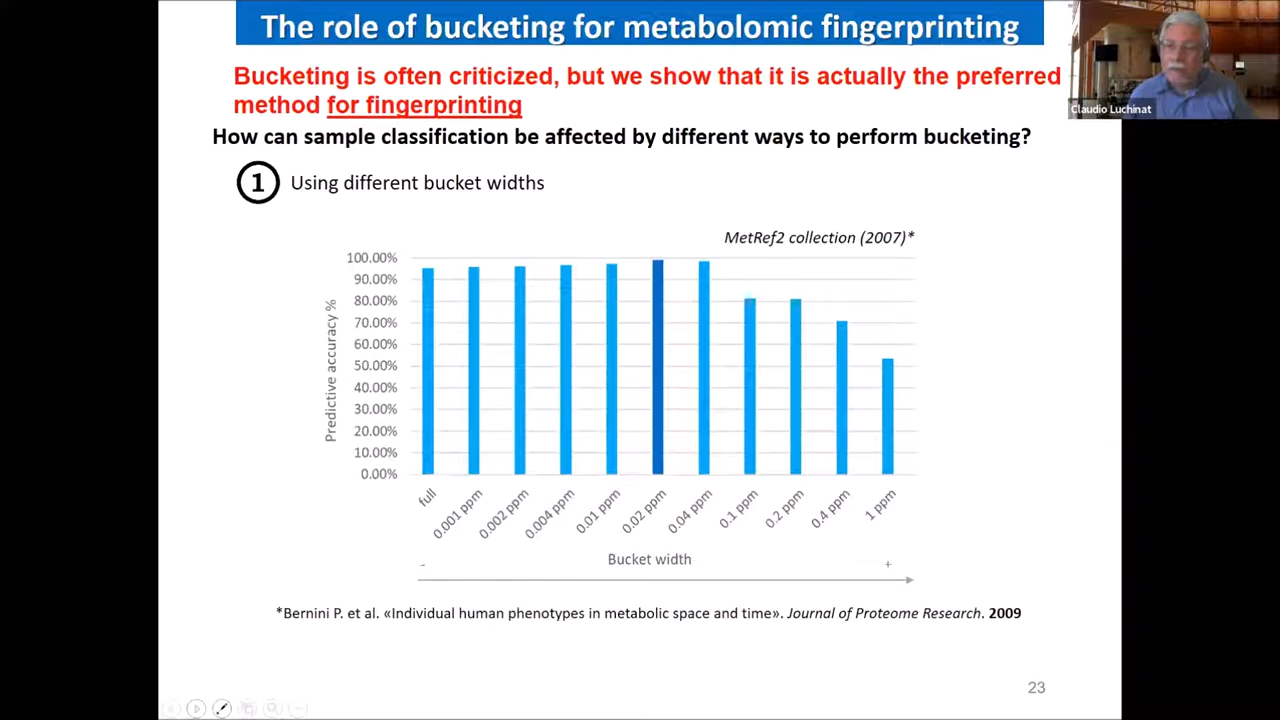 The role of bucketing for metabolomic fingerprinting
Bucketing is often criticized, but we show that it is actually the preferred
method for fingerprinting
Claudio Luchinat
How can sample classification be affected by different ways to perform bucketing?
1 Using different bucket widths
MetRef2 collection (2007)*
Predictive accuracy %
100.00%
90.00%
80.00%
70.00%
60.00%
50.00%
40.00%
30.00%
20.00%
10.00%
0.00%
full 0.001 ppm 0.002 ppm 0.004 ppm 0.01 ppm 0.02 ppm 0.04 ppm 0.1 ppm 0.2 ppm 0.4 ppm 1 ppm
Bucket width
- +
*Bernini P. et al. «Individual human phenotypes in metabolic space and time». Journal of Proteome Research. 2009
23